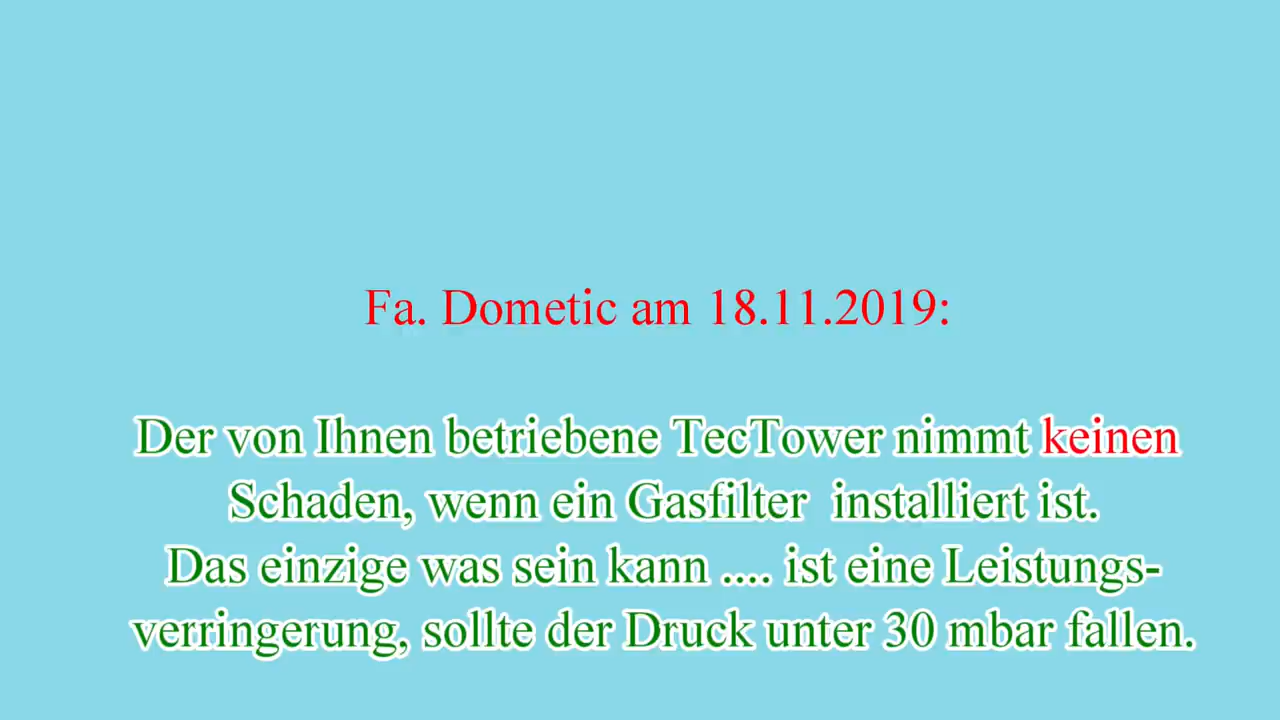 Fa. Dometic am 18.11.2019:
Der von Ihnen betriebene TecTower nimmt keinen
Schaden, wenn ein Gasfilter  installiert ist.
Das einzige was sein kann .... ist eine Leistungs-
verringerung, sollte der Druck unter 30 mbar fallen.